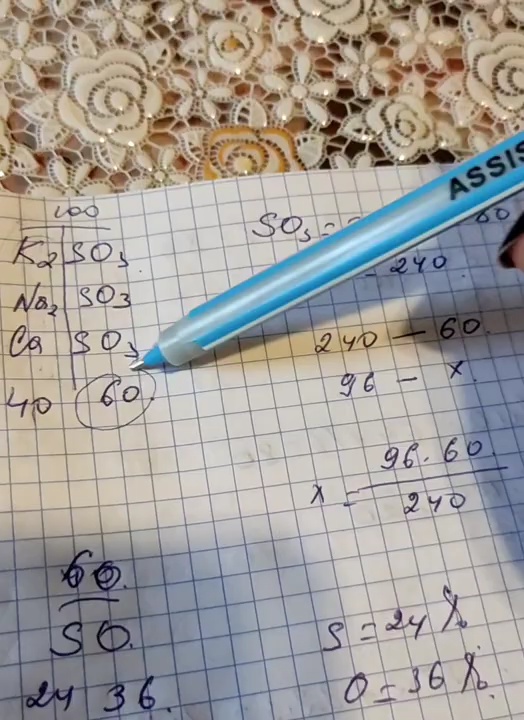 100
K2 SO3
SO3 =
60
- 240
Na2 SO3
Ca SO3
240 - 60
40 60
96 - x
96 · 60
x = 240
60
SO
S = 24 %
24 36
O = 36 %
ASSIS